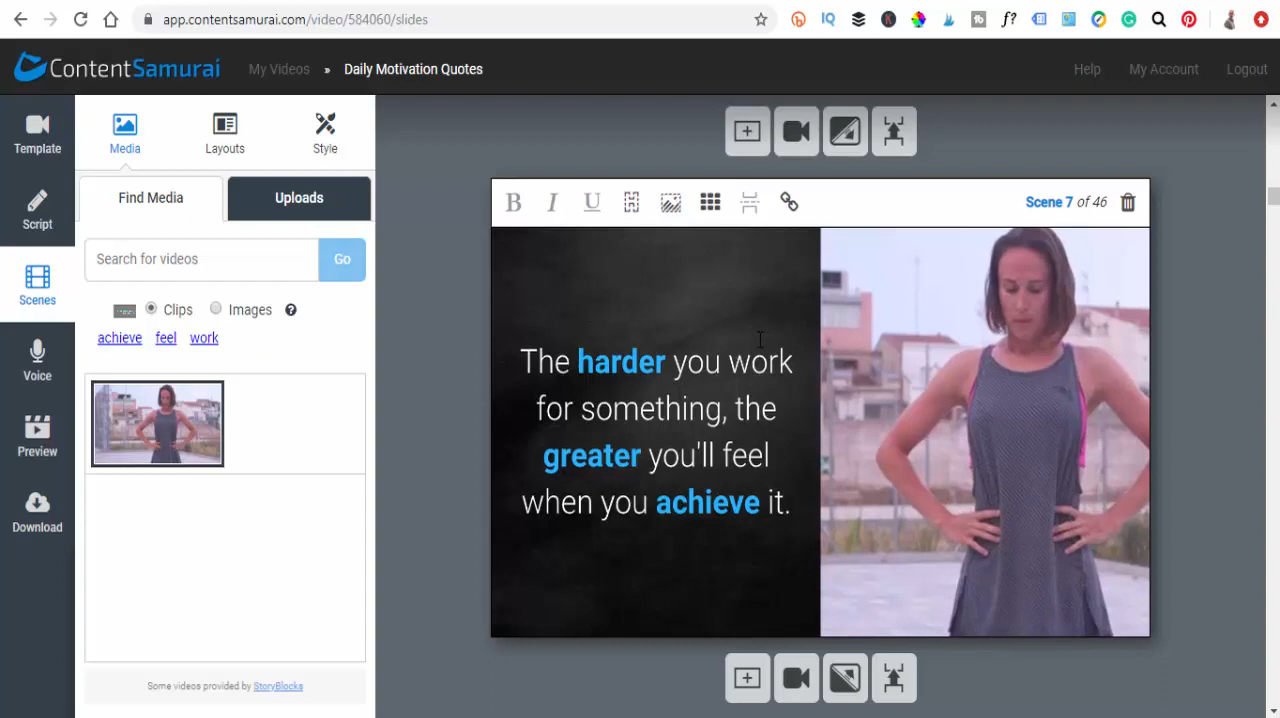 app.contentsamurai.com/video/584060/slides
ContentSamurai
My Videos » Daily Motivation Quotes
Help
My Account
Logout
Template
Script
Scenes
Voice
Preview
Download
Media
Layouts
Style
Find Media
Uploads
Search for videos
Go
Clips
Images
achieve
feel
work
Some videos provided by StoryBlocks
B I U
Scene 7 of 46
The harder you work
for something, the
greater you'll feel
when you achieve it.